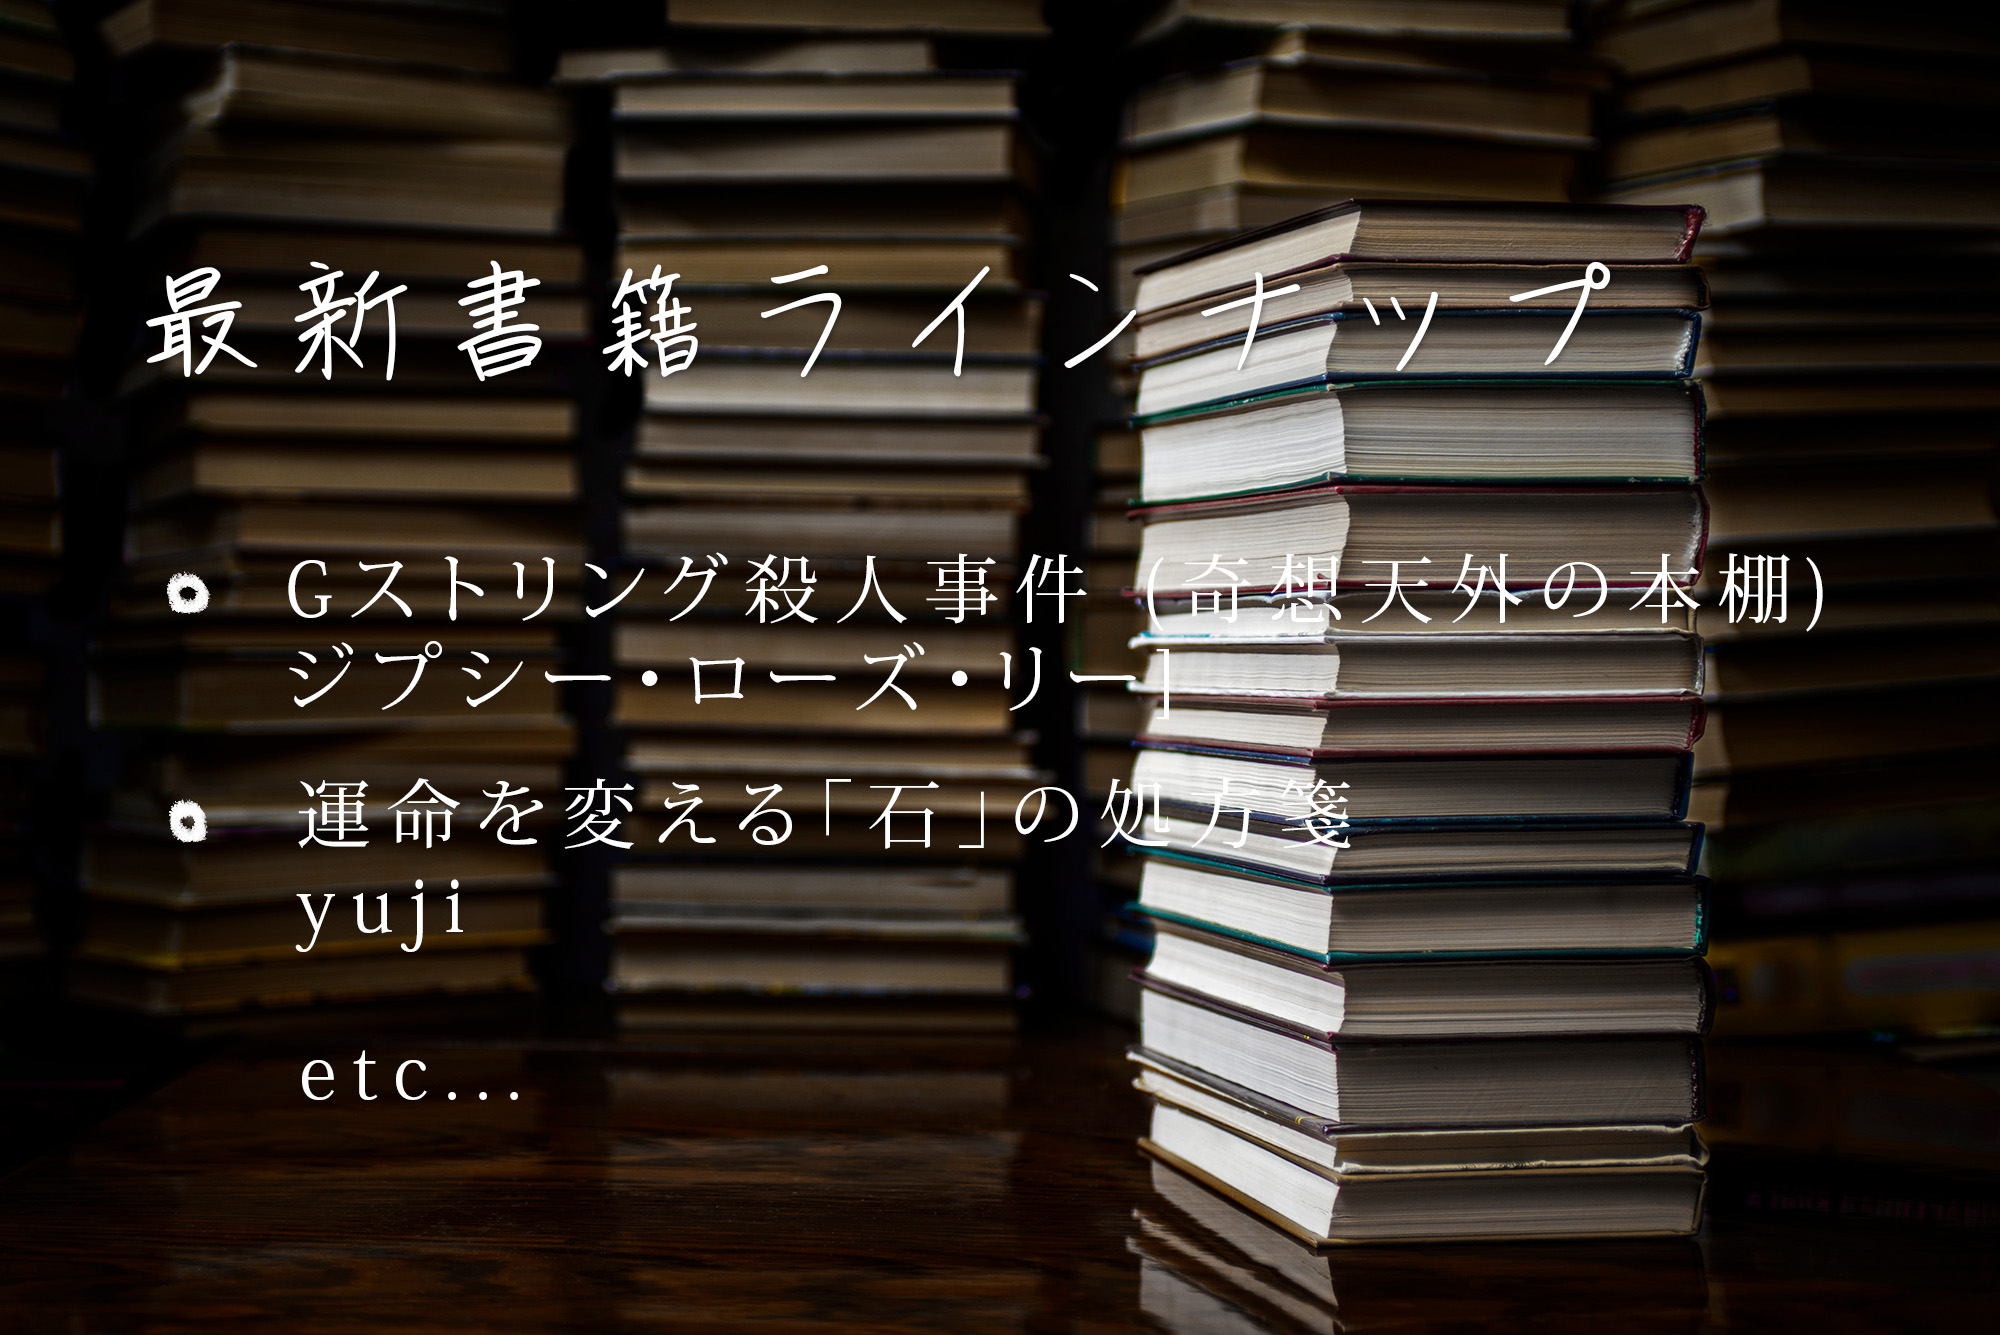 最新書籍ラインナップ
Gストリング殺人事件 (奇想天外の本棚)
ジプシー・ローズ・リー]
運命を変える「石」の処方箋
yuji
etc...